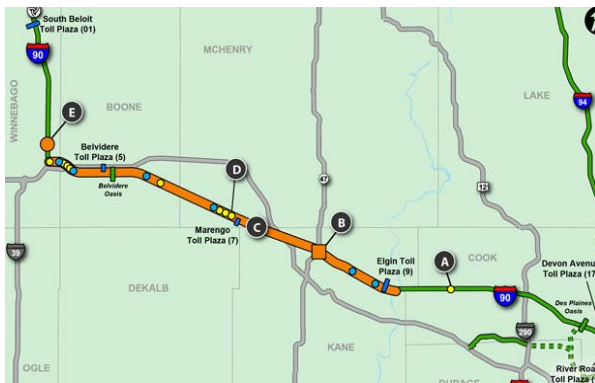 South Beloit
Toll Plaza (01)
90
MCHENRY
WINNEBAGO
BOONE
LAKE
94
E
Belvidere
Toll Plaza (5)
Belvidere
Oasis
D
12
47
C
Marengo
Toll Plaza (7)
B
39
Elgin Toll
Plaza (9)
A
COOK
Devon Avenu
Toll Plaza (17
DEKALB
90
Des Plaines
Oasis
290
KANE
OGLE
DUPAGE
River Roa
Toll Plaza (